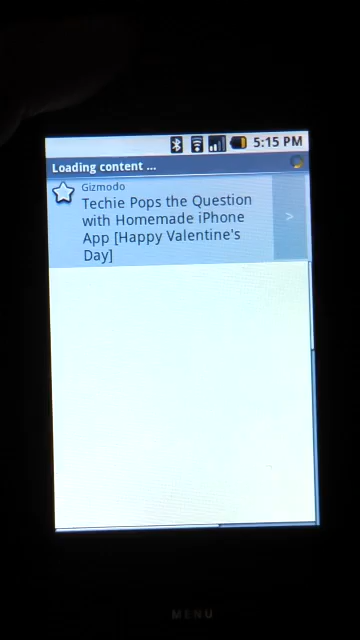 5:15 PM
Loading content ...
Gizmodo
Techie Pops the Question
with Homemade iPhone
App [Happy Valentine's
Day]
>
MENU